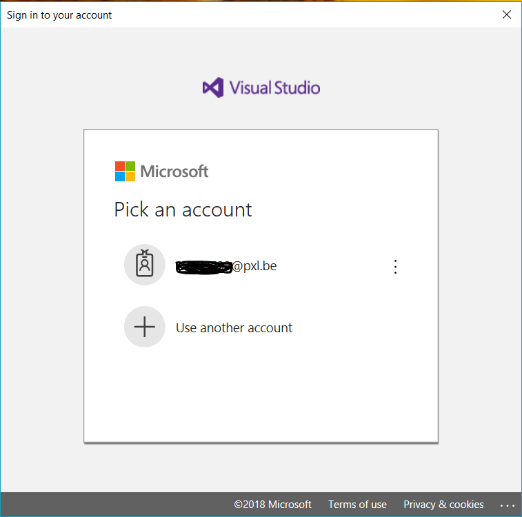 Sign in to your account
Visual Studio
Microsoft
Pick an account
@pxl.be
Use another account
©2018 Microsoft Terms of use Privacy & cookies ...